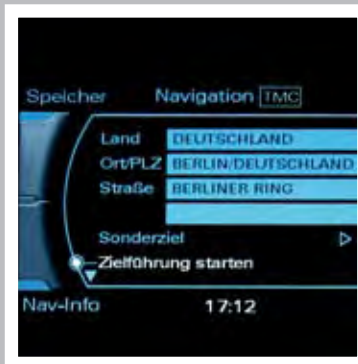 Speicher Navigation TMC
Land DEUTSCHLAND
Ort/PLZ BERLIN/DEUTSCHLAND
Straße BERLINER RING
Sonderziel
Zielführung starten
Nav-Info 17:12